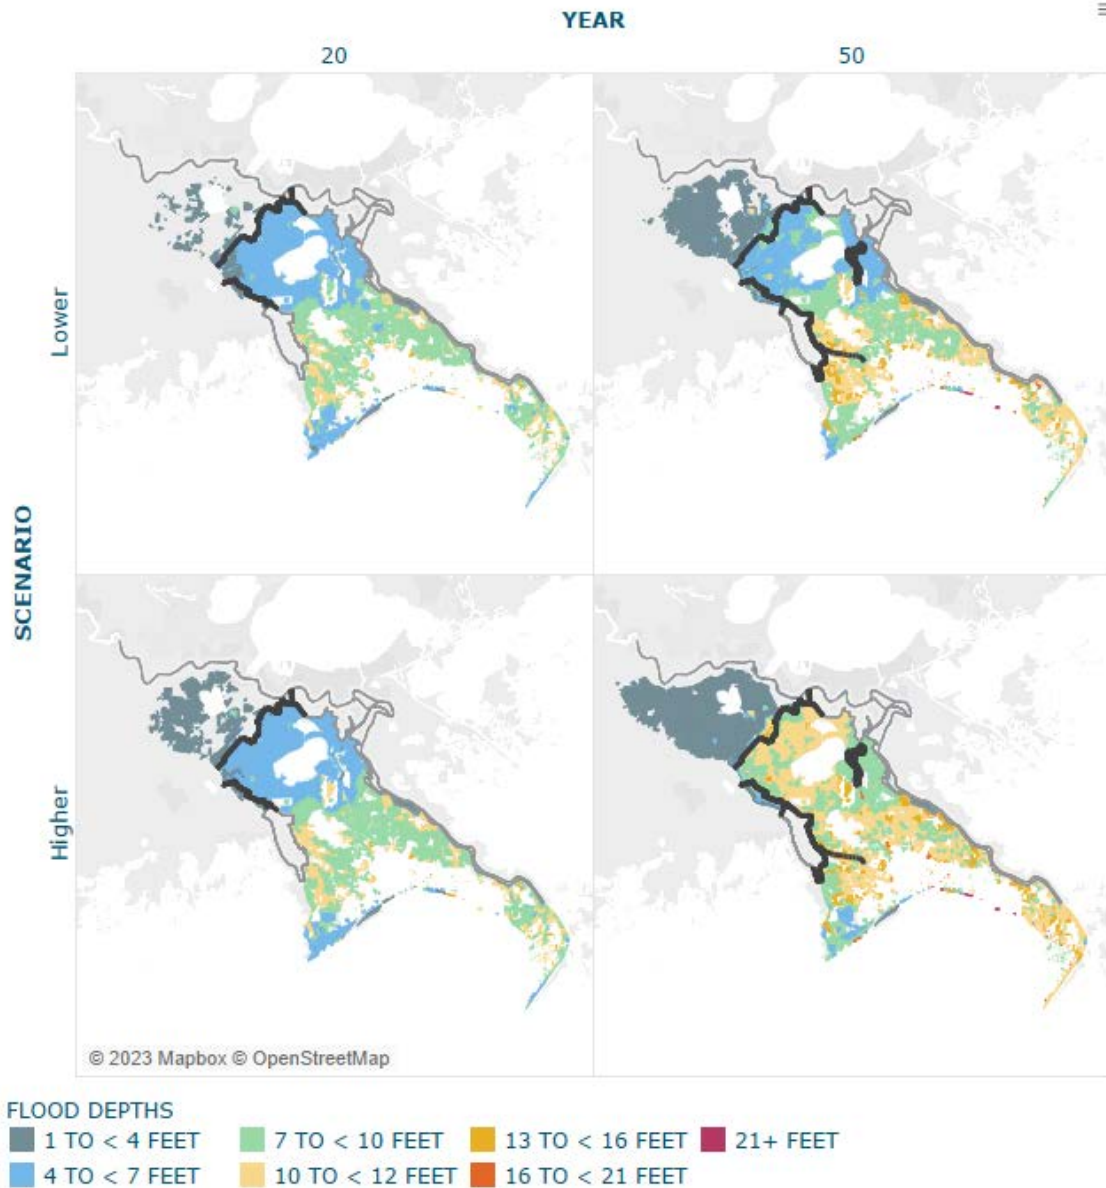 YEAR
20
50
SCENARIO
Lower
Higher
© 2023 Mapbox © OpenStreetMap
FLOOD DEPTHS
1 TO < 4 FEET
7 TO < 10 FEET
13 TO < 16 FEET
21+ FEET
4 TO < 7 FEET
10 TO < 12 FEET
16 TO < 21 FEET